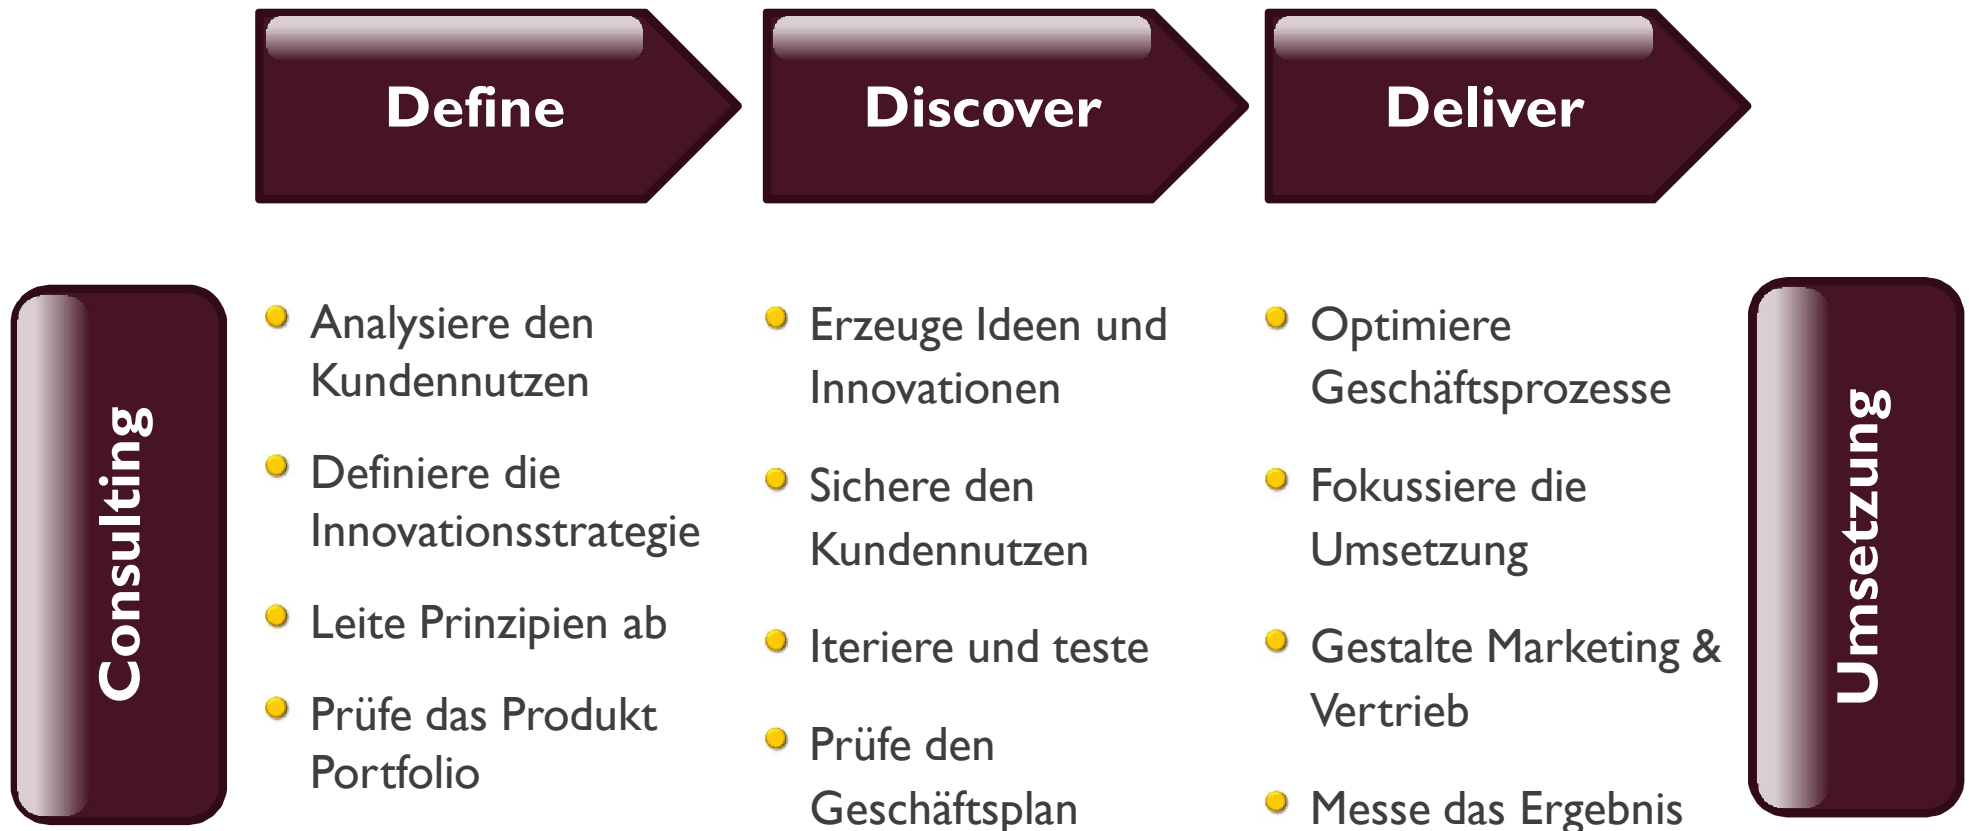 Define
Discover
Deliver
Consulting
Analysiere den
Kundennutzen
Definiere die
Innovationsstrategie
Leite Prinzipien ab
Prüfe das Produkt
Portfolio
Erzeuge Ideen und
Innovationen
Sichere den
Kundennutzen
Iteriere und teste
Prüfe den
Geschäftsplan
Optimiere
Geschäftsprozesse
Fokussiere die
Umsetzung
Gestalte Marketing &
Vertrieb
Messe das Ergebnis
Umsetzung